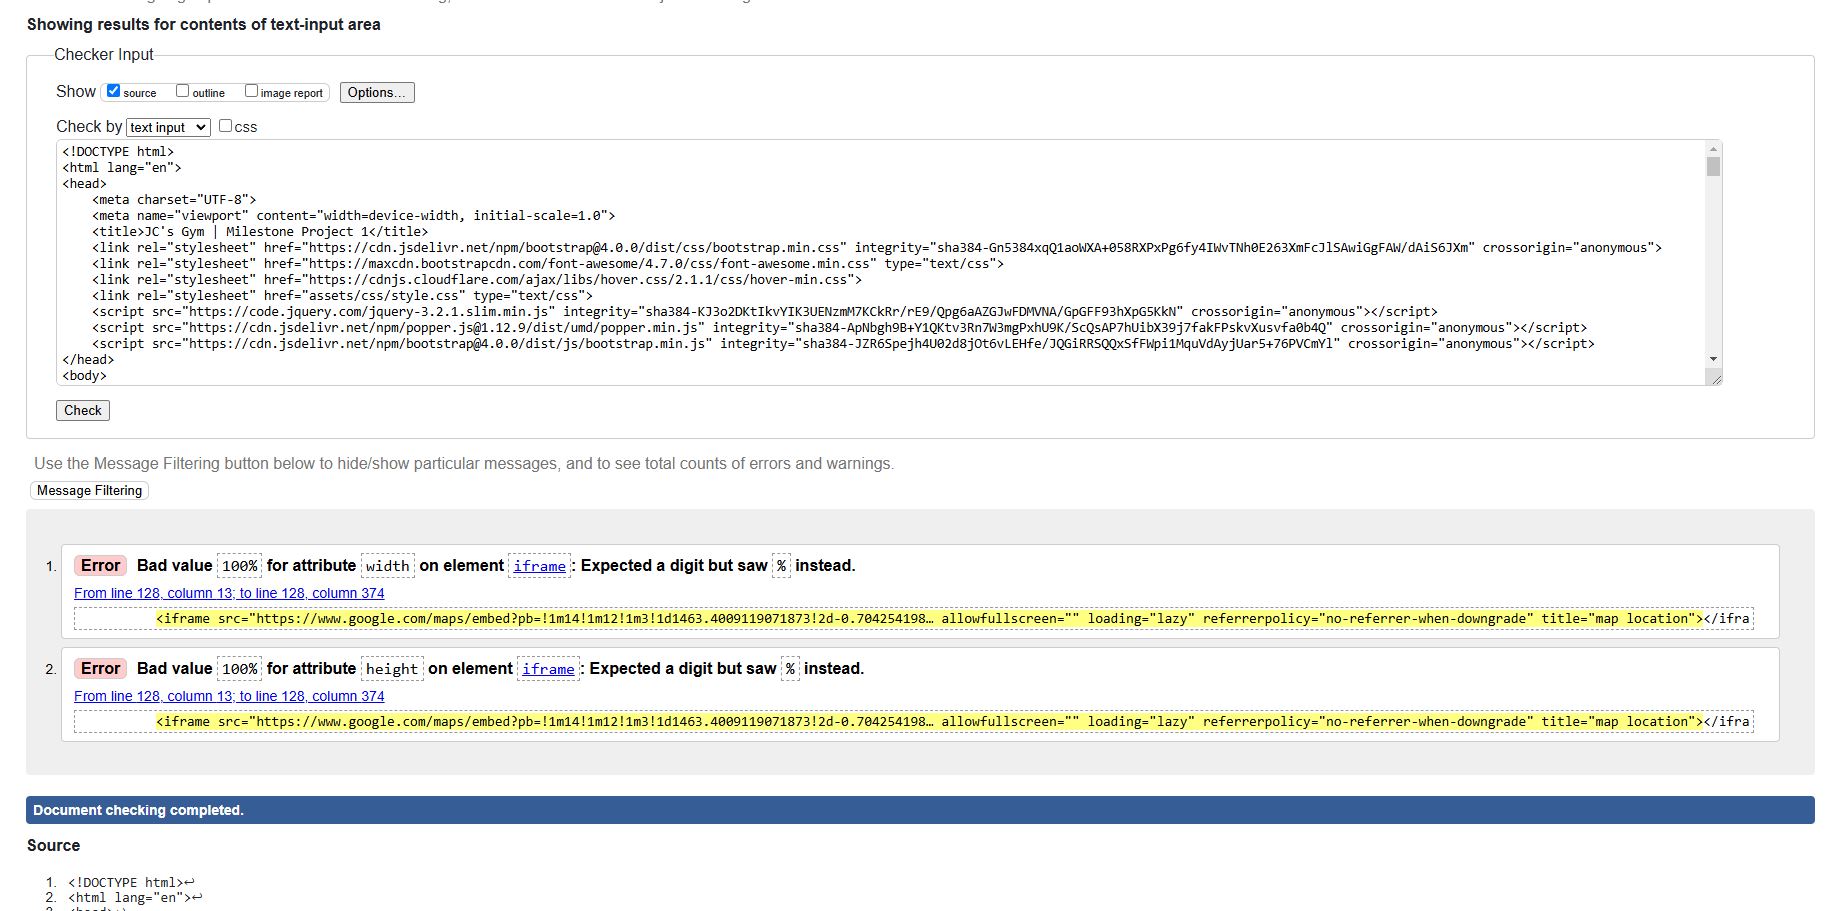 Showing results for contents of text-input area
Checker Input
Show source outline image report Options...
Check by text input css
<!DOCTYPE html>
<html lang="en">
<head>
    <meta charset="UTF-8">
    <meta name="viewport" content="width=device-width, initial-scale=1.0">
    <title>JC's Gym | Milestone Project 1</title>
    <link rel="stylesheet" href="https://cdn.jsdelivr.net/npm/bootstrap@4.0.0/dist/css/bootstrap.min.css" integrity="sha384-Gn5384xqQ1aoWXA+058RXPxPg6fy4IWvTNh0E263XmFcJlSAwiGgFAW/dAiS6JXm" crossorigin="anonymous">
    <link rel="stylesheet" href="https://maxcdn.bootstrapcdn.com/font-awesome/4.7.0/css/font-awesome.min.css" type="text/css">
    <link rel="stylesheet" href="https://cdnjs.cloudflare.com/ajax/libs/hover.css/2.1.1/css/hover-min.css">
    <link rel="stylesheet" href="assets/css/style.css" type="text/css">
    <script src="https://code.jquery.com/jquery-3.2.1.slim.min.js" integrity="sha384-KJ3o2DKtIkvYIK3UENzmM7KCkRr/rE9/Qpg6aAZGJwFDMVNA/GpGFF93hXpG5KkN" crossorigin="anonymous"></script>
    <script src="https://cdn.jsdelivr.net/npm/popper.js@1.12.9/dist/umd/popper.min.js" integrity="sha384-ApNbgh9B+Y1QKtv3Rn7W3mgPxhU9K/ScQsAP7hUibX39j7fakFPskvXusvfa0b4Q" crossorigin="anonymous"></script>
    <script src="https://cdn.jsdelivr.net/npm/bootstrap@4.0.0/dist/js/bootstrap.min.js" integrity="sha384-JZR6Spejh4U02d8jOt6vLEHfe/JQGiRRSQQxSfFWpi1MquVdAyjUar5+76PVCmYl" crossorigin="anonymous"></script>
</head>
<body>
Check
Use the Message Filtering button below to hide/show particular messages, and to see total counts of errors and warnings.
Message Filtering
1. Error Bad value 100% for attribute width on element iframe: Expected a digit but saw % instead.
From line 128, column 13; to line 128, column 374
<iframe src="https://www.google.com/maps/embed?pb=!1m14!1m12!1m3!1d1463.4009119071873!2d-0.704254198… allowfullscreen="" loading="lazy" referrerpolicy="no-referrer-when-downgrade" title="map location"></ifra
2. Error Bad value 100% for attribute height on element iframe: Expected a digit but saw % instead.
From line 128, column 13; to line 128, column 374
<iframe src="https://www.google.com/maps/embed?pb=!1m14!1m12!1m3!1d1463.4009119071873!2d-0.704254198… allowfullscreen="" loading="lazy" referrerpolicy="no-referrer-when-downgrade" title="map location"></ifra
Document checking completed.
Source
1. <!DOCTYPE html>↩
2. <html lang="en">↩